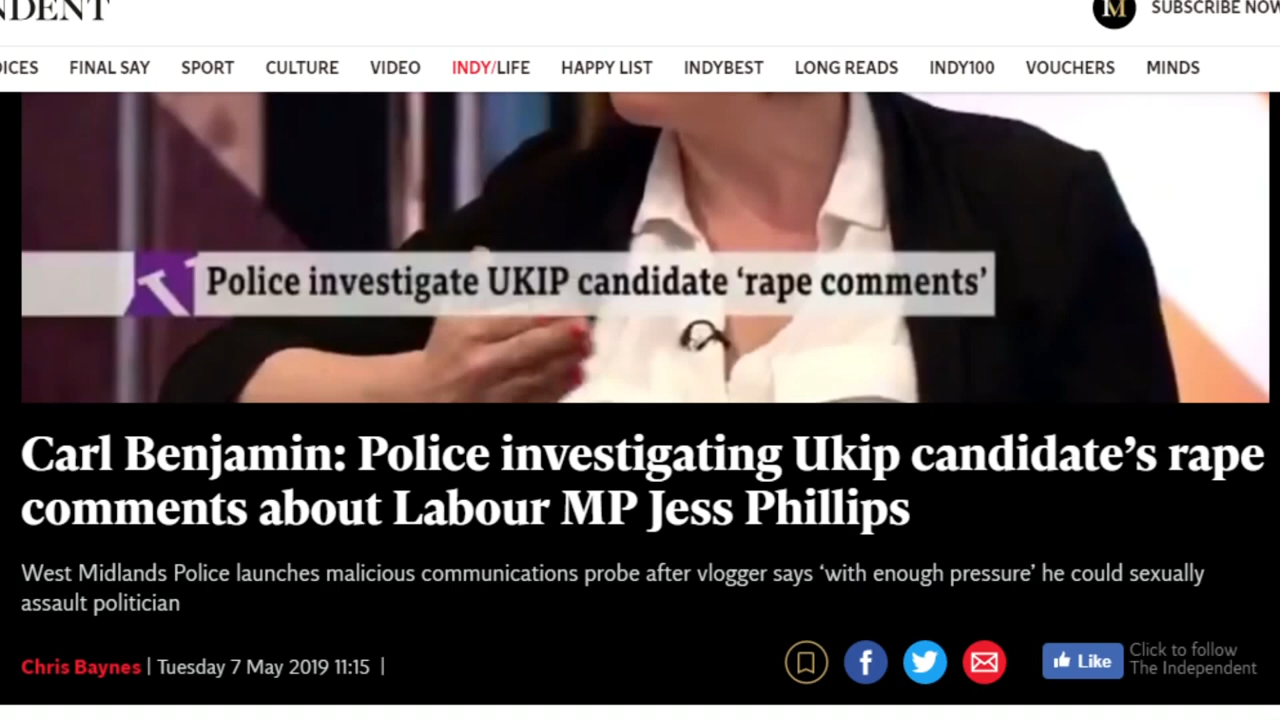 NDENT
M
SUBSCRIBE NOW
OICES FINAL SAY SPORT CULTURE VIDEO INDY/LIFE HAPPY LIST INDYBEST LONG READS INDY100 VOUCHERS MINDS
Police investigate UKIP candidate ‘rape comments’
Carl Benjamin: Police investigating Ukip candidate’s rape
comments about Labour MP Jess Phillips
West Midlands Police launches malicious communications probe after vlogger says ‘with enough pressure’ he could sexually
assault politician
Chris Baynes | Tuesday 7 May 2019 11:15 |
Like
Click to follow
The Independent